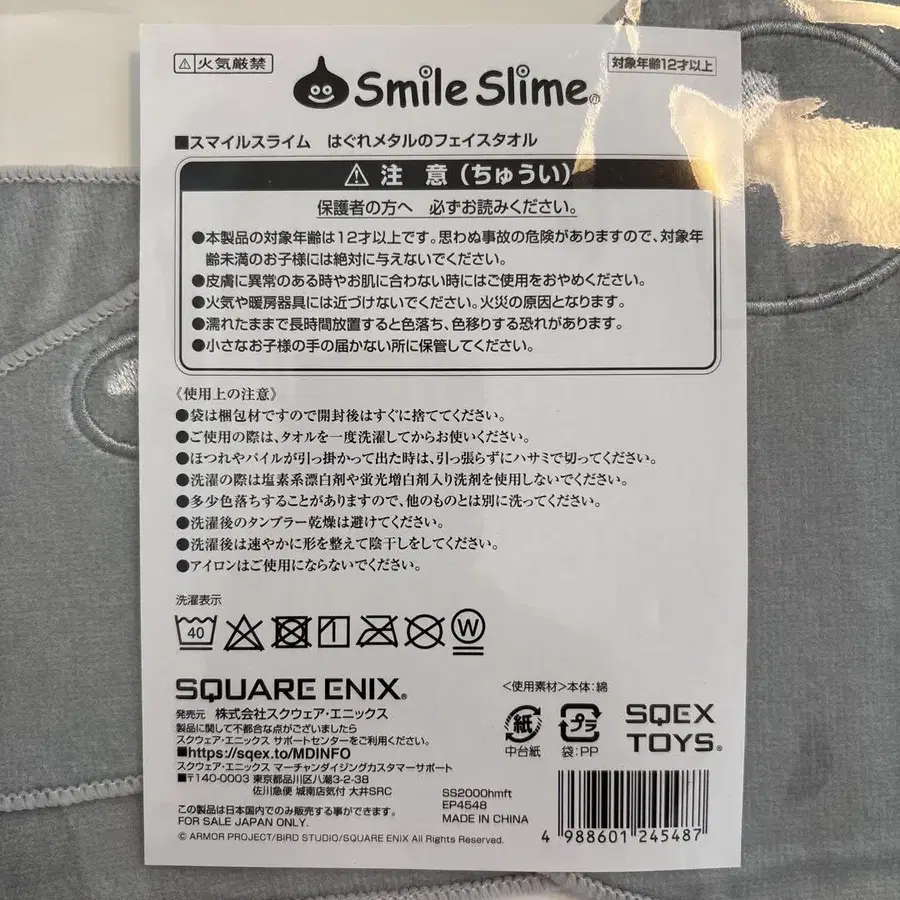 ⚠火気厳禁
Smile Slime
対象年齢12才以上
■スマイルスライム はぐれメタルのフェイスタオル
⚠ 注 意(ちゅうい)
保護者の方へ 必ずお読みください。
●本製品の対象年齢は12才以上です。思わぬ事故の危険がありますので、対象年
齢未満のお子様には絶対に与えないでください。
●皮膚に異常のある時やお肌に合わない時にはご使用をおやめください。
●火気や暖房器具には近づけないでください。火災の原因となります。
●濡れたままで長時間放置すると色落ち、色移りする恐れがあります。
●小さなお子様の手の届かない所に保管してください。
《使用上の注意》
●袋は梱包材ですので開封後はすぐに捨ててください。
●ご使用の際は、タオルを一度洗濯してからお使いください。
●ほつれやパイルが引っ掛かって出た時は、引っ張らずにハサミで切ってください。
●洗濯の際は塩素系漂白剤や蛍光増白剤入り洗剤を使用しないでください。
●多少色落ちすることがありますので、他のものとは別に洗ってください。
●洗濯後のタンブラー乾燥は避けてください。
●洗濯後は速やかに形を整えて陰干しをしてください。
●アイロンはご使用にならないでください。
洗濯表示
40 W
SQUARE ENIX®
発売元 株式会社スクウェア・エニックス
製品に関して不都合な点がございましたら
スクウェア・エニックス サポートセンターをご利用ください。
■https://sqex.to/MDINFO
スクウェア・エニックス マーチャンダイジングカスタマーサポート
■〒140-0003 東京都品川区八潮3-2-38
佐川急便 城南店気付 大井SRC
この製品は日本国内でのみ販売する事ができます。
FOR SALE JAPAN ONLY.
© ARMOR PROJECT/BIRD STUDIO/SQUARE ENIX All Rights Reserved.
<使用素材>本体:綿
紙
中台紙
プラ
袋:PP
SQEX
TOYS®
SS2000hmft
EP4548
MADE IN CHINA
4 988601 245487